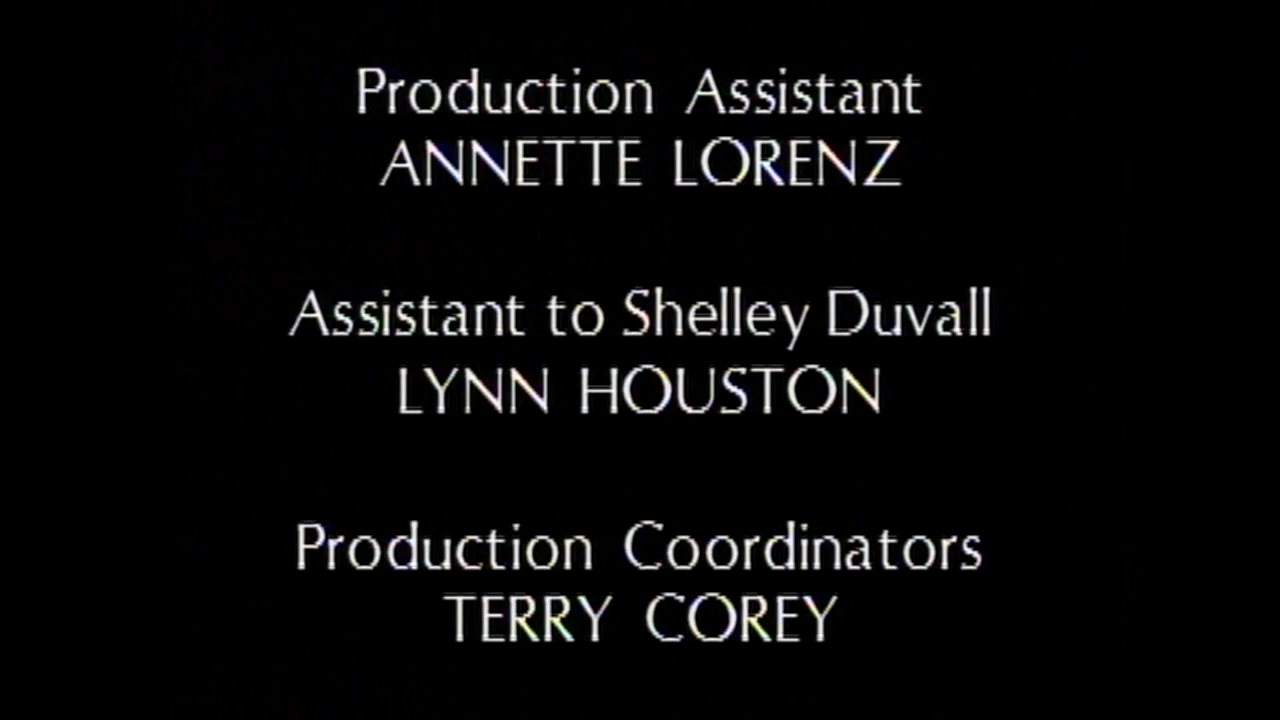 Production Assistant
ANNETTE LORENZ
Assistant to Shelley Duvall
LYNN HOUSTON
Production Coordinators
TERRY COREY